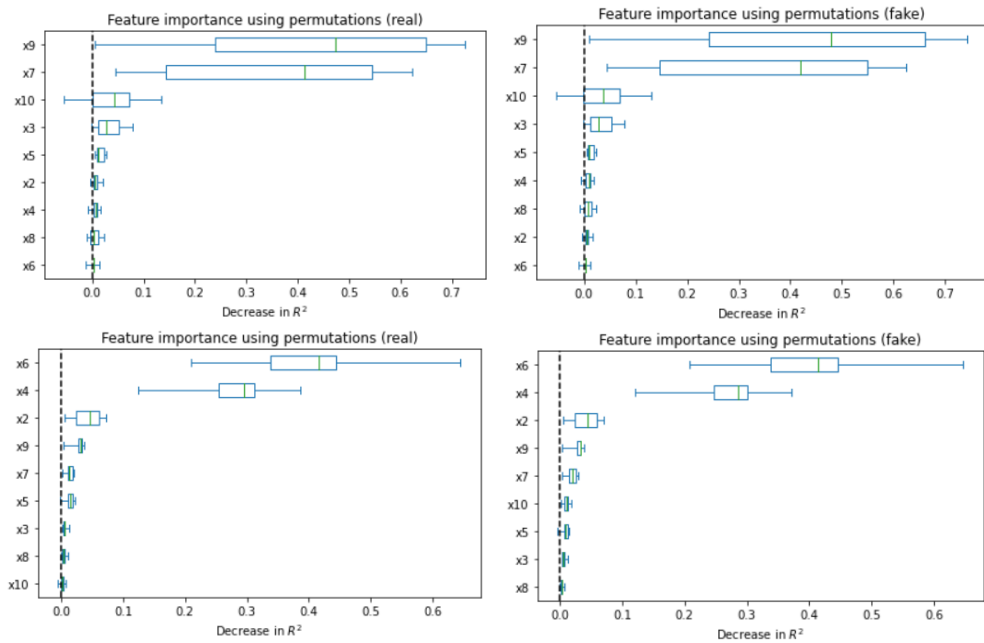 Feature importance using permutations (real)
x9
x7
x10
x3
x5
x2
x4
x8
x6
0.0 0.1 0.2 0.3 0.4 0.5 0.6 0.7
Decrease in R²
Feature importance using permutations (fake)
x9
x7
x10
x3
x5
x4
x8
x2
x6
0.0 0.1 0.2 0.3 0.4 0.5 0.6 0.7
Decrease in R²
Feature importance using permutations (real)
x6
x4
x2
x9
x7
x5
x3
x8
x10
0.0 0.1 0.2 0.3 0.4 0.5 0.6
Decrease in R²
Feature importance using permutations (fake)
x6
x4
x2
x9
x7
x10
x5
x3
x8
0.0 0.1 0.2 0.3 0.4 0.5 0.6
Decrease in R²